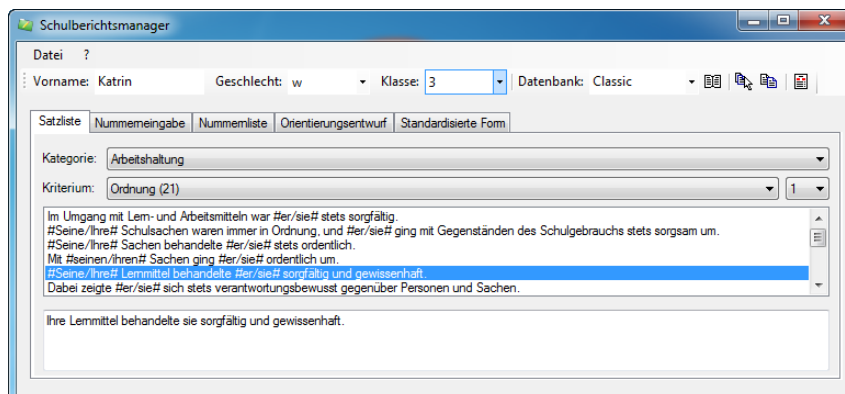 Schulberichtsmanager
Datei ?
Vorname: Katrin Geschlecht: w Klasse: 3 Datenbank: Classic
Satzliste Nummerneingabe Nummernliste Orientierungsentwurf Standardisierte Form
Kategorie: Arbeitshaltung
Kriterium: Ordnung (21) 1
Im Umgang mit Lern- und Arbeitsmitteln war #er/sie# stets sorgfältig.
#Seine/Ihre# Schulsachen waren immer in Ordnung, und #er/sie# ging mit Gegenständen des Schulgebrauchs stets sorgsam um.
#Seine/Ihre# Sachen behandelte #er/sie# stets ordentlich.
Mit #seinen/ihren# Sachen ging #er/sie# ordentlich um.
#Seine/Ihre# Lernmittel behandelte #er/sie# sorgfältig und gewissenhaft.
Dabei zeigte #er/sie# sich stets verantwortungsbewusst gegenüber Personen und Sachen.
Ihre Lernmittel behandelte sie sorgfältig und gewissenhaft.